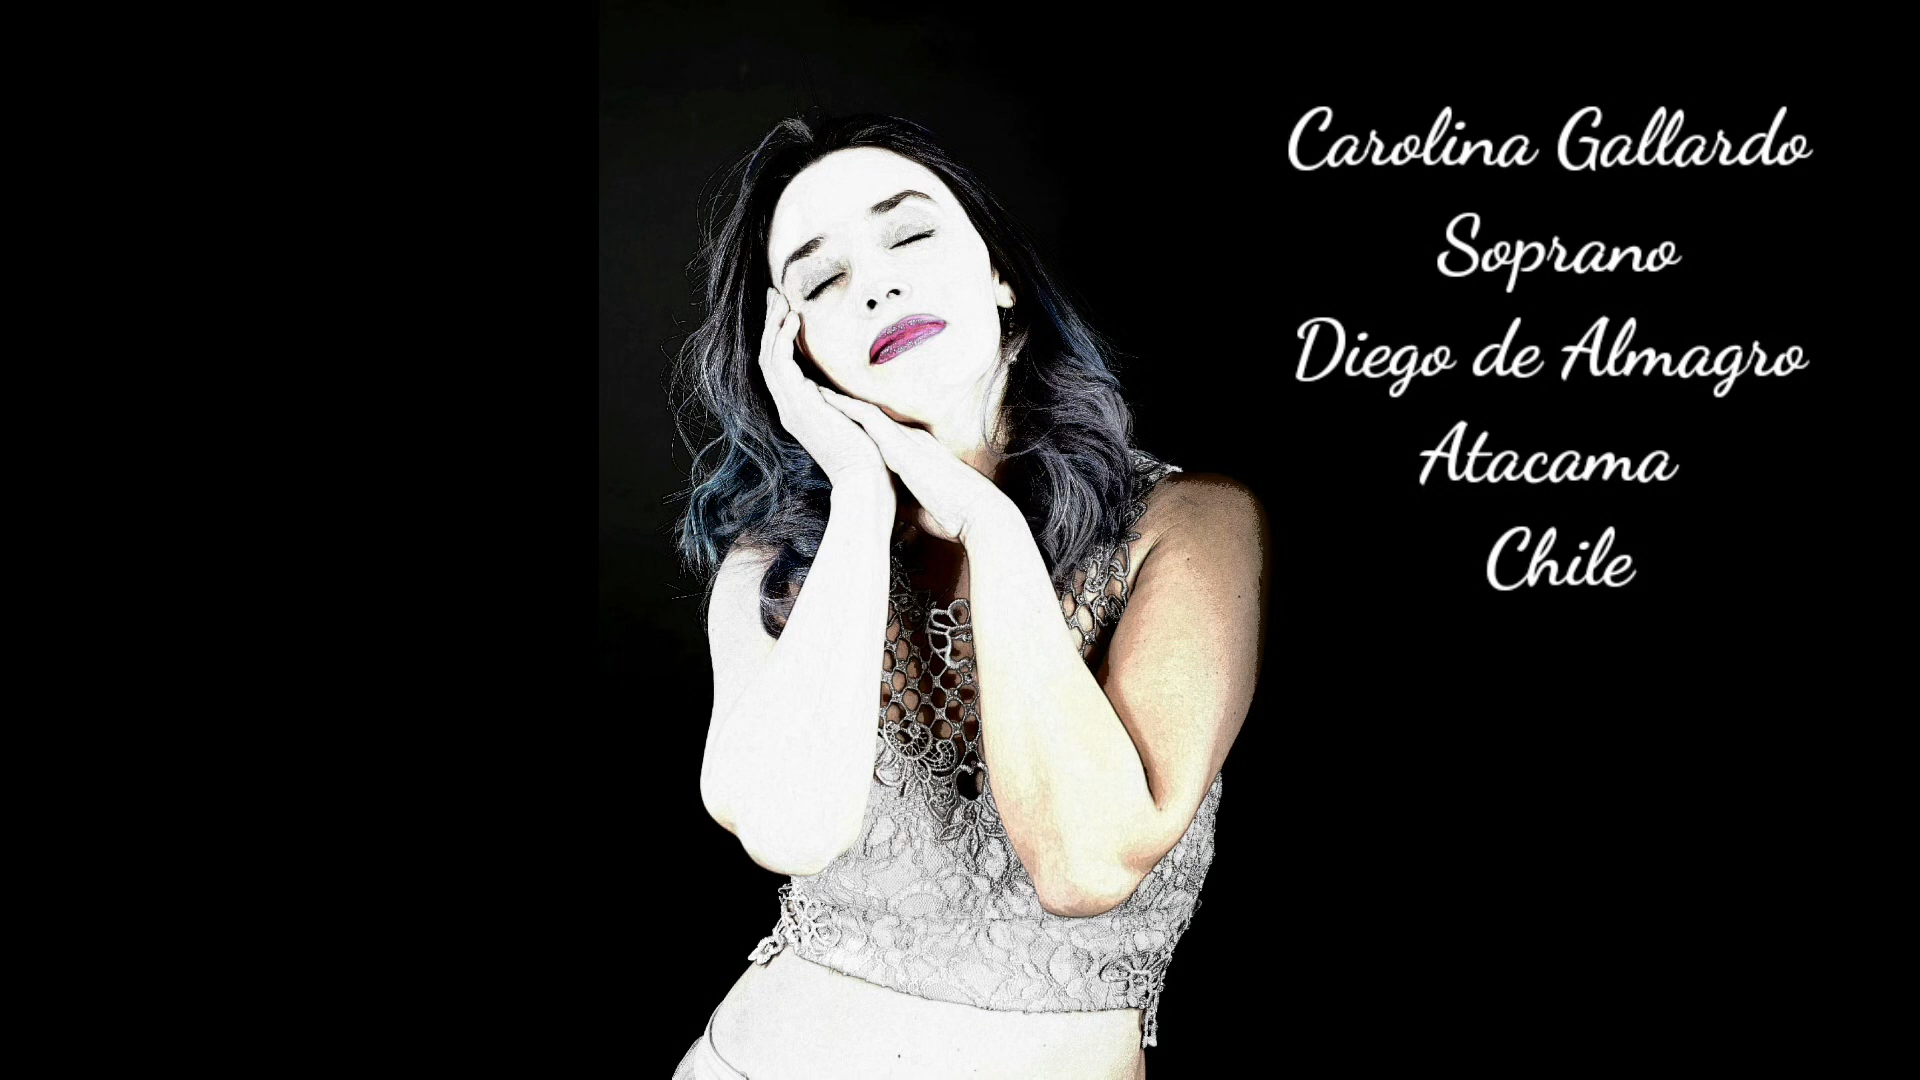 Carolina Gallardo
Soprano
Diego de Almagro
Atacama
Chile